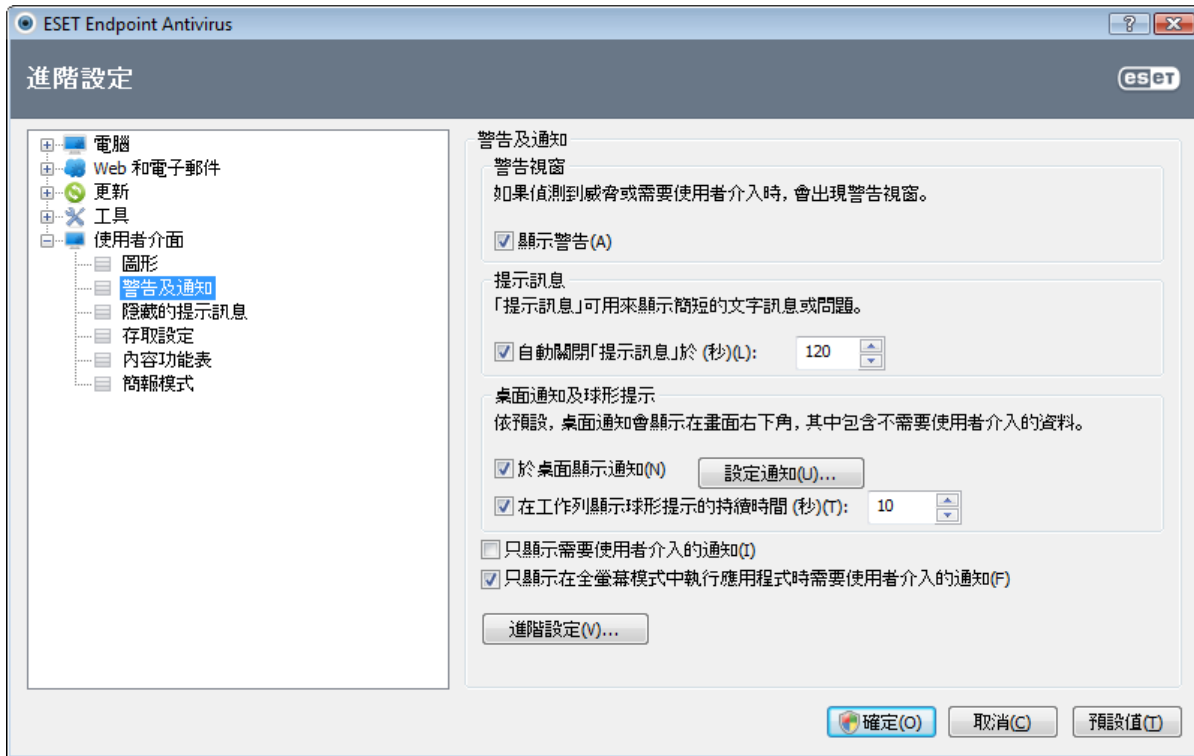 ESET Endpoint Antivirus
進階設定
eset
電腦
Web 和電子郵件
更新
工具
使用者介面
圖形
警告及通知
隱藏的提示訊息
存取設定
內容功能表
簡報模式
警告及通知
警告視窗
如果偵測到威脅或需要使用者介入時, 會出現警告視窗。
顯示警告(A)
提示訊息
「提示訊息」可用來顯示簡短的文字訊息或問題。
自動關閉「提示訊息」於 (秒)(L): 120
桌面通知及球形提示
依預設, 桌面通知會顯示在畫面右下角, 其中包含不需要使用者介入的資料。
於桌面顯示通知(N) 設定通知(U)...
在工作列顯示球形提示的持續時間 (秒)(T): 10
只顯示需要使用者介入的通知(I)
只顯示在全螢幕模式中執行應用程式時需要使用者介入的通知(F)
進階設定(V)...
確定(O) 取消(C) 預設值(T)